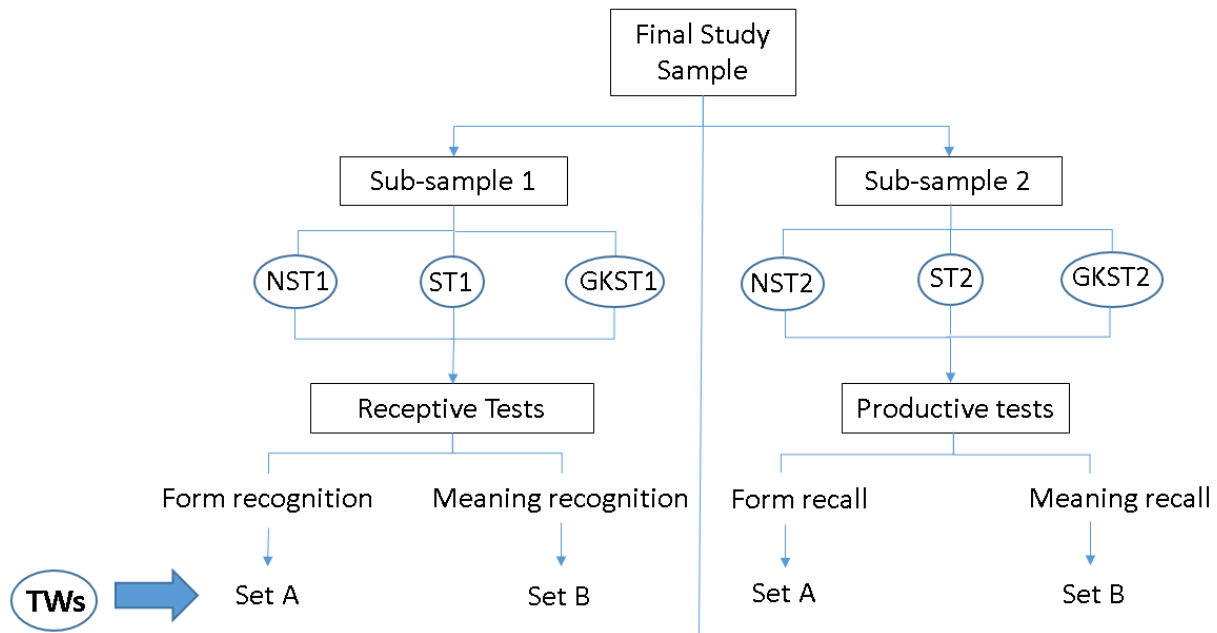 Final Study
Sample
Sub-sample 1
Sub-sample 2
NST1
ST1
GKST1
NST2
ST2
GKST2
Receptive Tests
Productive tests
Form recognition
Meaning recognition
Form recall
Meaning recall
TWs
Set A
Set B
Set A
Set B